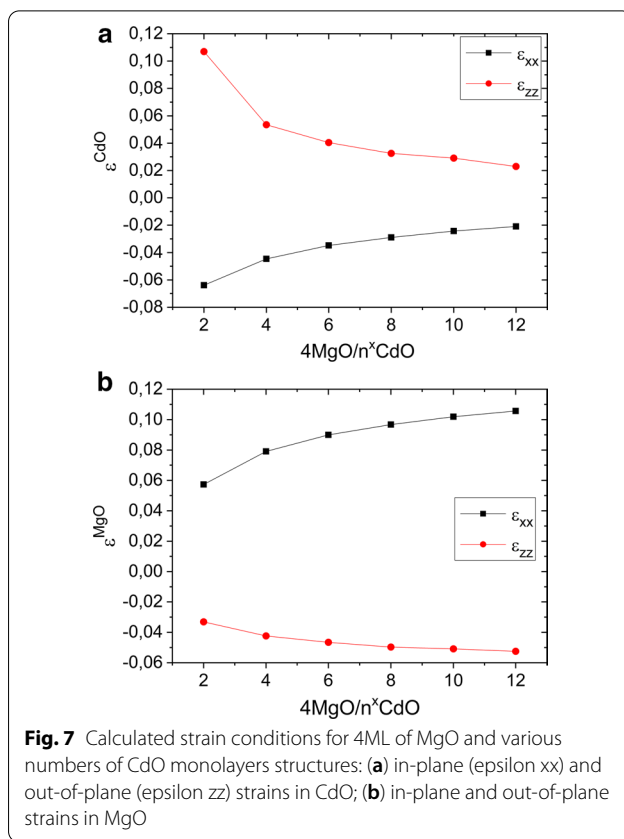 a
0,12
0,10
0,08
0,06
0,04
0,02
0,00
-0,02
-0,04
-0,06
-0,08
ε^CdO
ε_xx
ε_zz
2 4 6 8 10 12
4MgO/n^xCdO
b
0,12
0,10
0,08
0,06
0,04
0,02
0,00
-0,02
-0,04
-0,06
ε^MgO
ε_xx
ε_zz
2 4 6 8 10 12
4MgO/n^xCdO
Fig. 7 Calculated strain conditions for 4ML of MgO and various
numbers of CdO monolayers structures: (a) in-plane (epsilon xx) and
out-of-plane (epsilon zz) strains in CdO; (b) in-plane and out-of-plane
strains in MgO